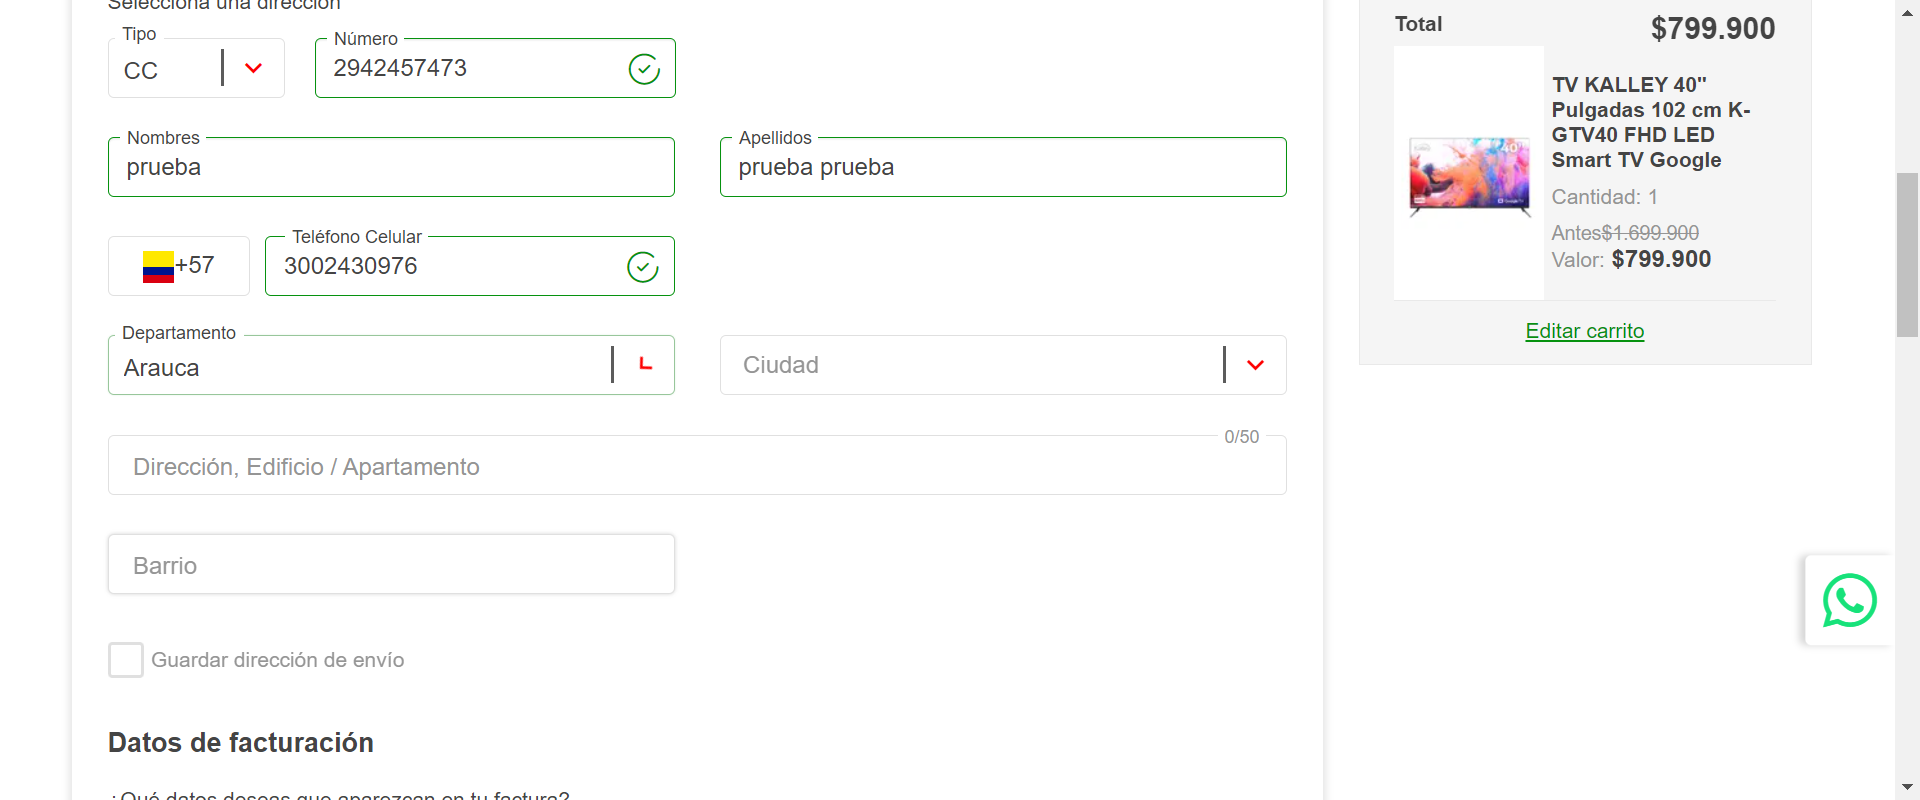 Selecciona una dirección
Tipo
CC
Número
2942457473
Nombres
prueba
Apellidos
prueba prueba
+57
Teléfono Celular
3002430976
Departamento
Arauca
Ciudad
0/50
Dirección, Edificio / Apartamento
Barrio
Guardar dirección de envío
Datos de facturación
¿Qué datos deseas que aparezcan en tu factura?
Total
$799.900
TV KALLEY 40"
Pulgadas 102 cm K-
GTV40 FHD LED
Smart TV Google
Cantidad: 1
Antes$1.699.900
Valor: $799.900
Editar carrito